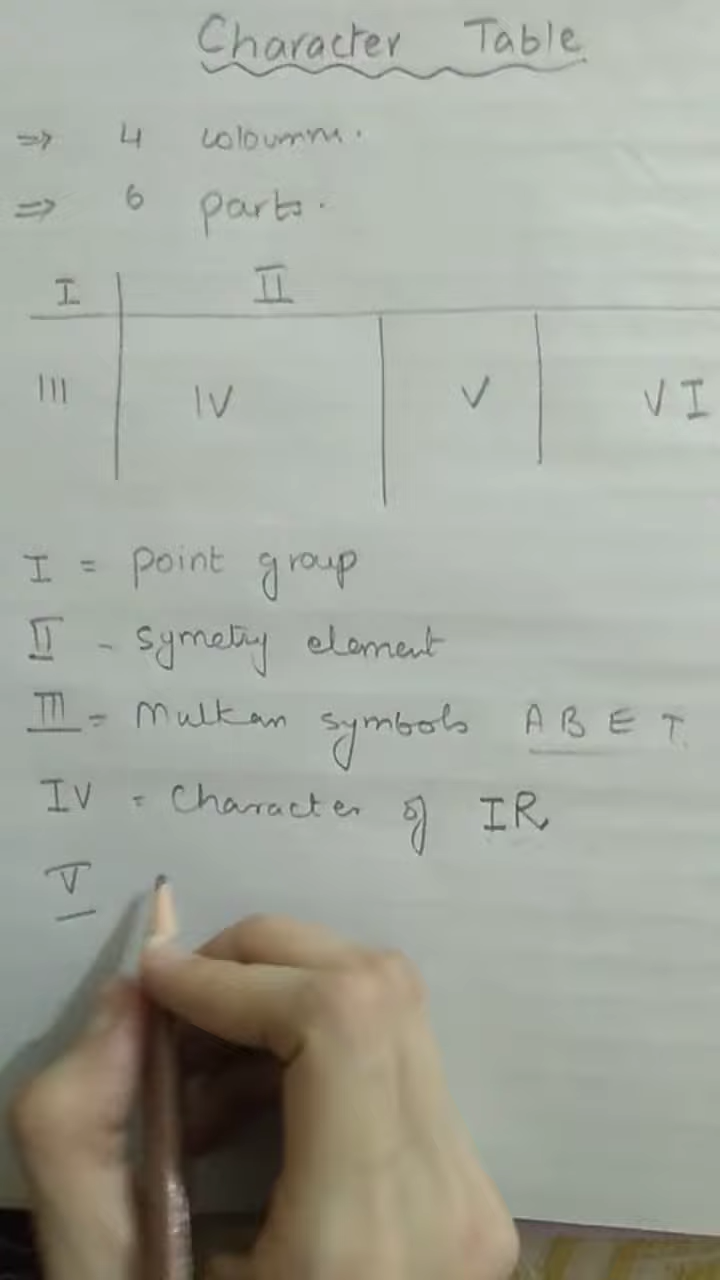 Character Table
⇒ 4 coloumn.
⇒ 6 parts.
I II
III IV V VI
I = point group
II - Symetry element
III = Mulkan symbols A B E T
IV = Character of IR
V